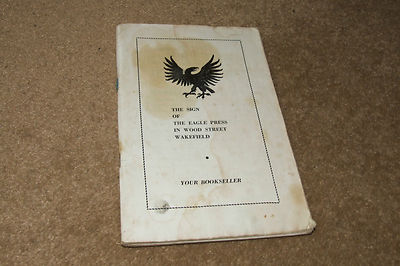 THE SIGN
OF
THE EAGLE PRESS
IN WOOD STREET
WAKEFIELD
YOUR BOOKSELLER